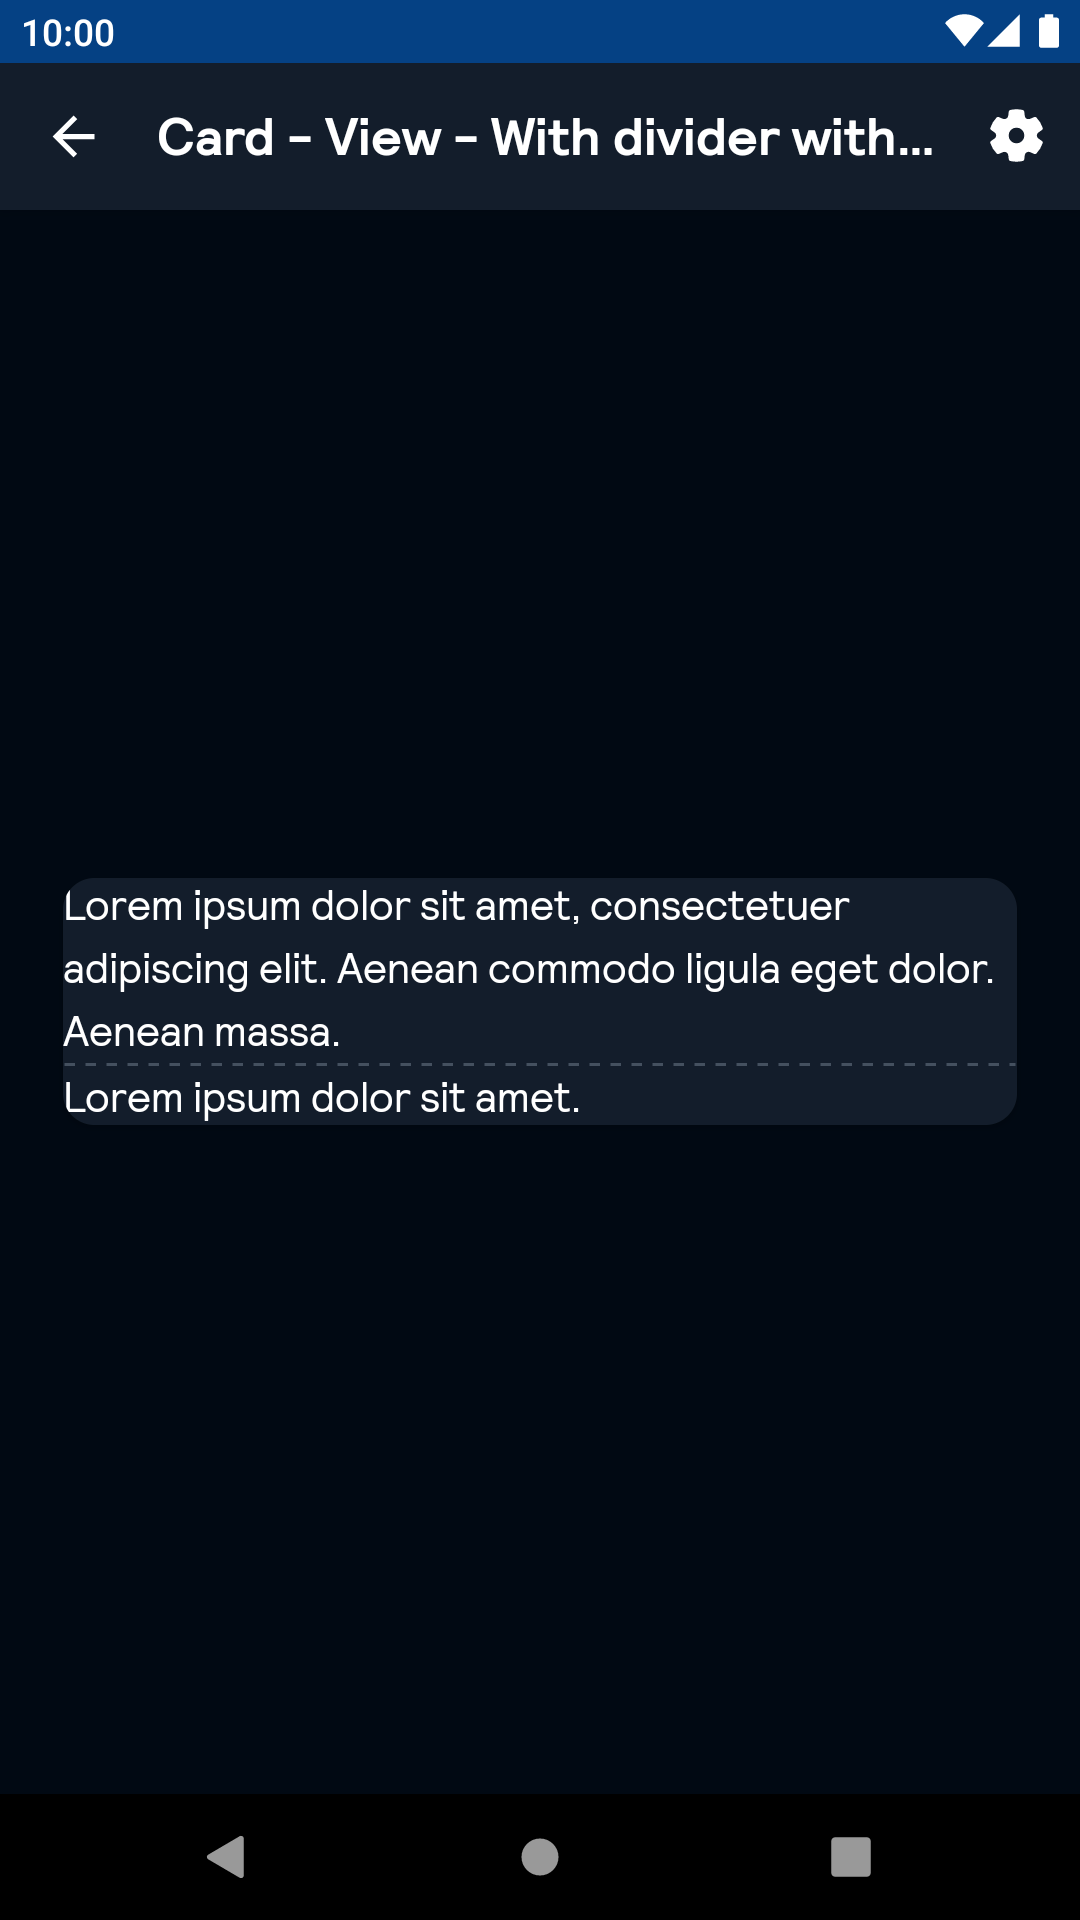 10:00
Card - View - With divider with...
Lorem ipsum dolor sit amet, consectetuer
adipiscing elit. Aenean commodo ligula eget dolor.
Aenean massa.
Lorem ipsum dolor sit amet.